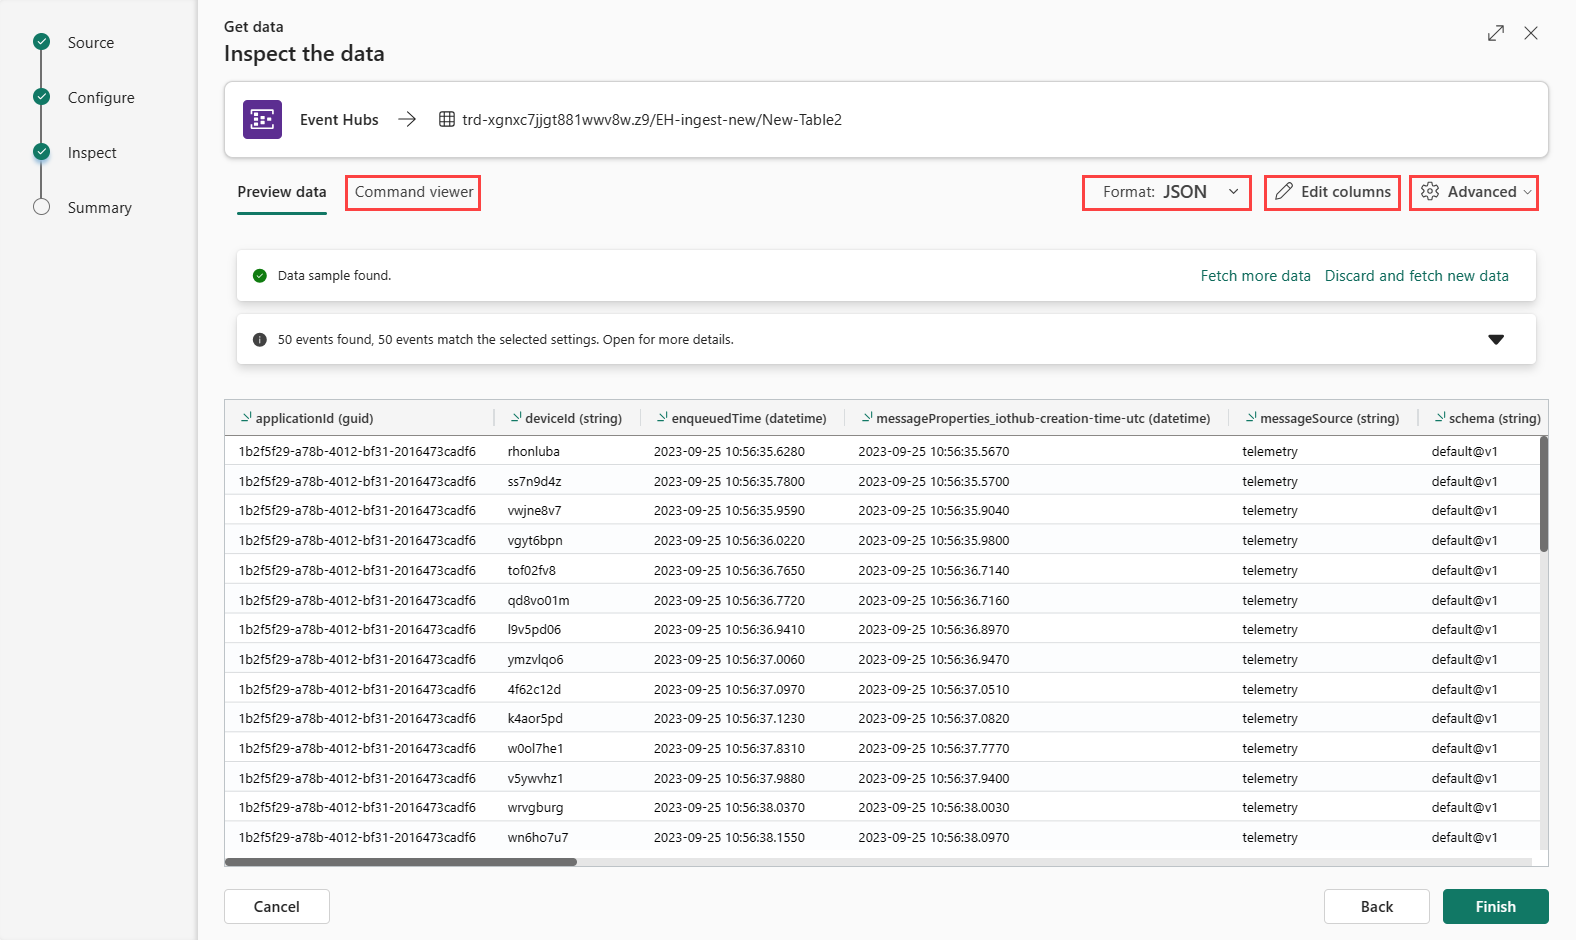 Source
Configure
Inspect
Summary
Get data
Inspect the data
Event Hubs trd-xgnxc7jjgt881wwv8w.z9/EH-ingest-new/New-Table2
Preview data Command viewer Format: JSON Edit columns Advanced
Data sample found. Fetch more data Discard and fetch new data
50 events found, 50 events match the selected settings. Open for more details.
applicationId (guid) deviceId (string) enqueuedTime (datetime) messageProperties_iothub-creation-time-utc (datetime) messageSource (string) schema (string)
1b2f5f29-a78b-4012-bf31-2016473cadf6 rhonluba 2023-09-25 10:56:35.6280 2023-09-25 10:56:35.5670 telemetry default@v1
1b2f5f29-a78b-4012-bf31-2016473cadf6 ss7n9d4z 2023-09-25 10:56:35.7800 2023-09-25 10:56:35.5700 telemetry default@v1
1b2f5f29-a78b-4012-bf31-2016473cadf6 vwjne8v7 2023-09-25 10:56:35.9590 2023-09-25 10:56:35.9040 telemetry default@v1
1b2f5f29-a78b-4012-bf31-2016473cadf6 vgyt6bpn 2023-09-25 10:56:36.0220 2023-09-25 10:56:35.9800 telemetry default@v1
1b2f5f29-a78b-4012-bf31-2016473cadf6 tof02fv8 2023-09-25 10:56:36.7650 2023-09-25 10:56:36.7140 telemetry default@v1
1b2f5f29-a78b-4012-bf31-2016473cadf6 qd8vo01m 2023-09-25 10:56:36.7720 2023-09-25 10:56:36.7160 telemetry default@v1
1b2f5f29-a78b-4012-bf31-2016473cadf6 l9v5pd06 2023-09-25 10:56:36.9410 2023-09-25 10:56:36.8970 telemetry default@v1
1b2f5f29-a78b-4012-bf31-2016473cadf6 ymzvlqo6 2023-09-25 10:56:37.0060 2023-09-25 10:56:36.9470 telemetry default@v1
1b2f5f29-a78b-4012-bf31-2016473cadf6 4f62c12d 2023-09-25 10:56:37.0970 2023-09-25 10:56:37.0510 telemetry default@v1
1b2f5f29-a78b-4012-bf31-2016473cadf6 k4aor5pd 2023-09-25 10:56:37.1230 2023-09-25 10:56:37.0820 telemetry default@v1
1b2f5f29-a78b-4012-bf31-2016473cadf6 w0ol7he1 2023-09-25 10:56:37.8310 2023-09-25 10:56:37.7770 telemetry default@v1
1b2f5f29-a78b-4012-bf31-2016473cadf6 v5ywvhz1 2023-09-25 10:56:37.9880 2023-09-25 10:56:37.9400 telemetry default@v1
1b2f5f29-a78b-4012-bf31-2016473cadf6 wrvgburg 2023-09-25 10:56:38.0370 2023-09-25 10:56:38.0030 telemetry default@v1
1b2f5f29-a78b-4012-bf31-2016473cadf6 wn6ho7u7 2023-09-25 10:56:38.1550 2023-09-25 10:56:38.0970 telemetry default@v1
Cancel Back Finish